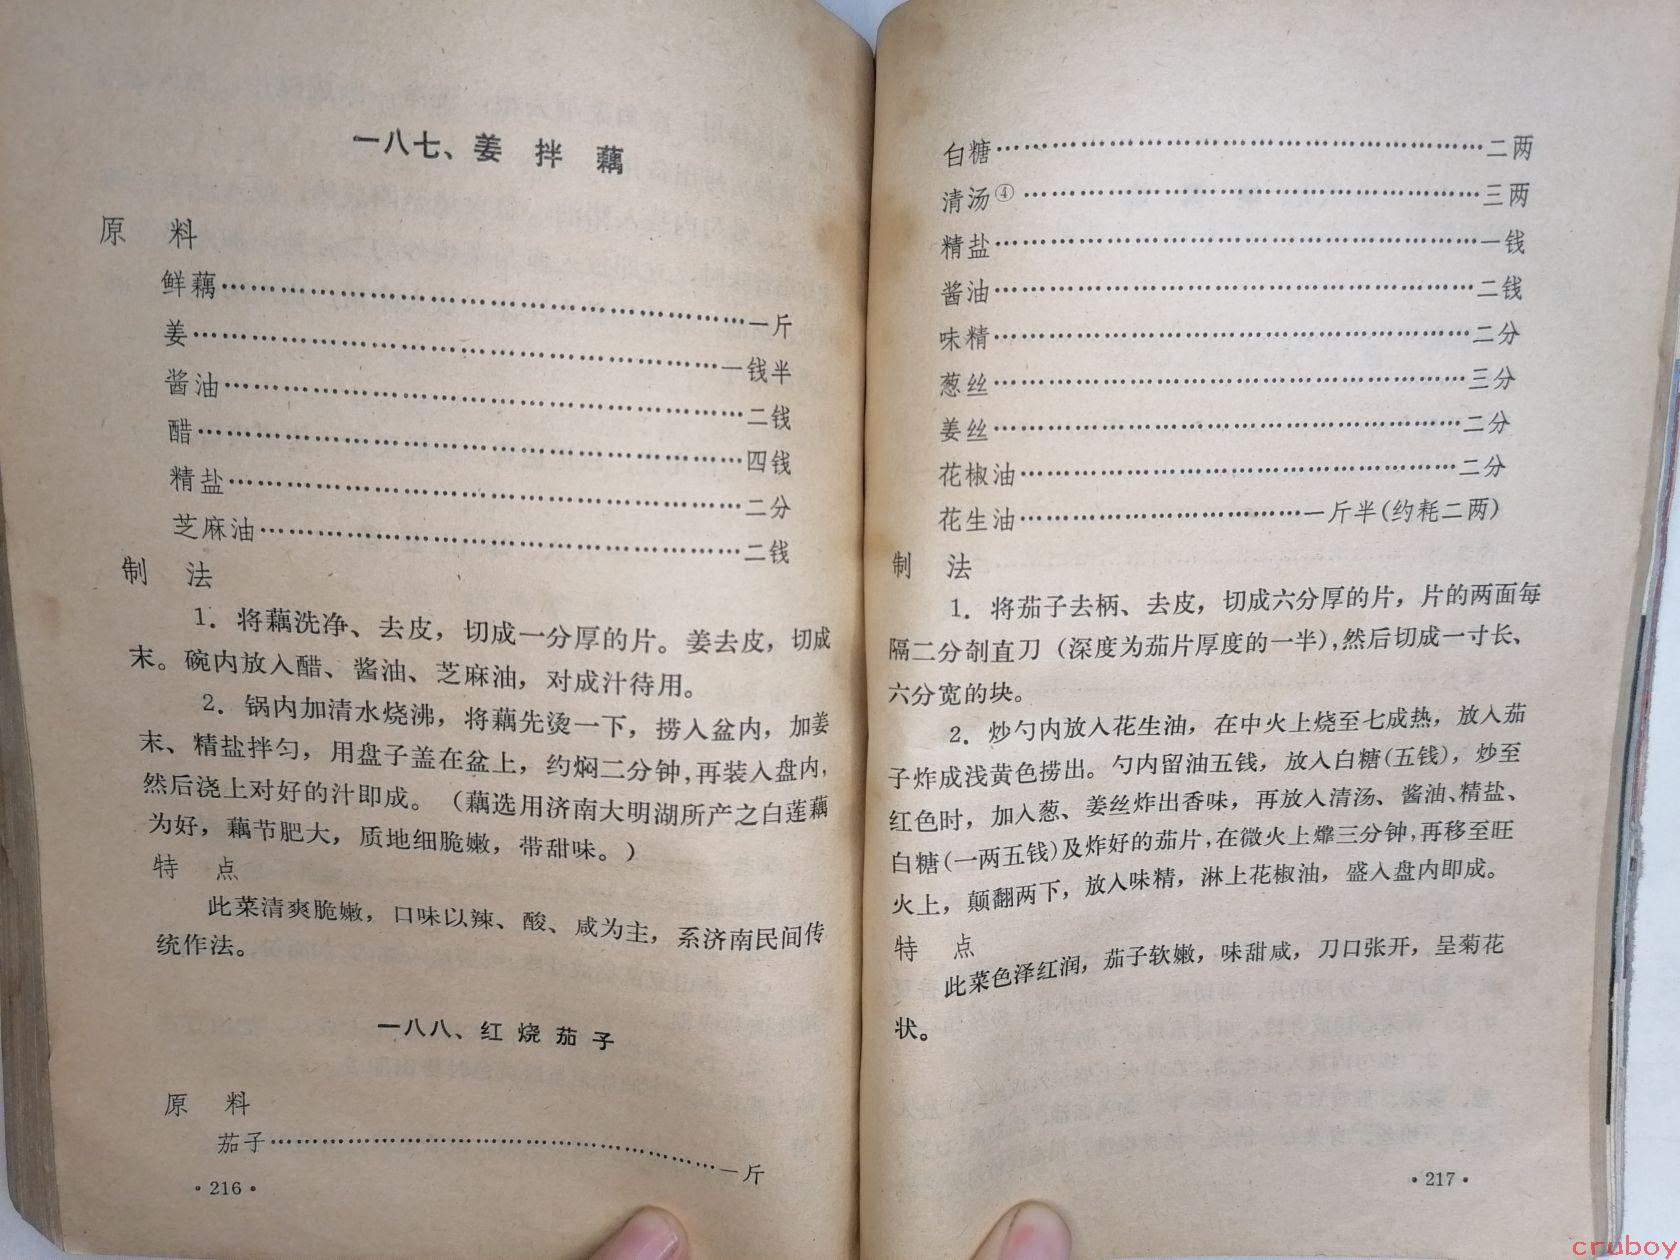 一八七、姜 拌 藕
原 料
鲜藕……………………………………………一斤
姜……………………………………………一钱半
酱油……………………………………………二钱
醋……………………………………………四钱
精盐……………………………………………二分
芝麻油……………………………………………二钱
制 法
1. 将藕洗净、去皮，切成一分厚的片。姜去皮，切成
末。碗内放入醋、酱油、芝麻油，对成汁待用。
2. 锅内加清水烧沸，将藕先烫一下，捞入盆内，加姜
末、精盐拌匀，用盘子盖在盆上，约焖二分钟，再装入盘内，
然后浇上对好的汁即成。（藕选用济南大明湖所产之白莲藕
为好，藕节肥大，质地细脆嫩，带甜味。）
特 点
此菜清爽脆嫩，口味以辣、酸、咸为主，系济南民间传
统作法。
一八八、红 烧 茄 子
原 料
茄子……………………………………………一斤
·216·
白糖……………………………………………二两
清汤④……………………………………………三两
精盐……………………………………………一钱
酱油……………………………………………二钱
味精……………………………………………二分
葱丝……………………………………………三分
姜丝……………………………………………二分
花椒油……………………………………………二分
花生油……………………………一斤半(约耗二两)
制 法
1. 将茄子去柄、去皮，切成六分厚的片，片的两面每
隔二分剞直刀（深度为茄片厚度的一半），然后切成一寸长、
六分宽的块。
2. 炒勺内放入花生油，在中火上烧至七成热，放入茄
子炸成浅黄色捞出。勺内留油五钱，放入白糖(五钱)，炒至
红色时，加入葱、姜丝炸出香味，再放入清汤、酱油、精盐、
白糖(一两五钱)及炸好的茄片，在微火上㸆三分钟，再移至旺
火上，颠翻两下，放入味精，淋上花椒油，盛入盘内即成。
特 点
此菜色泽红润，茄子软嫩，味甜咸，刀口张开，呈菊花
状。
·217·
cruboy